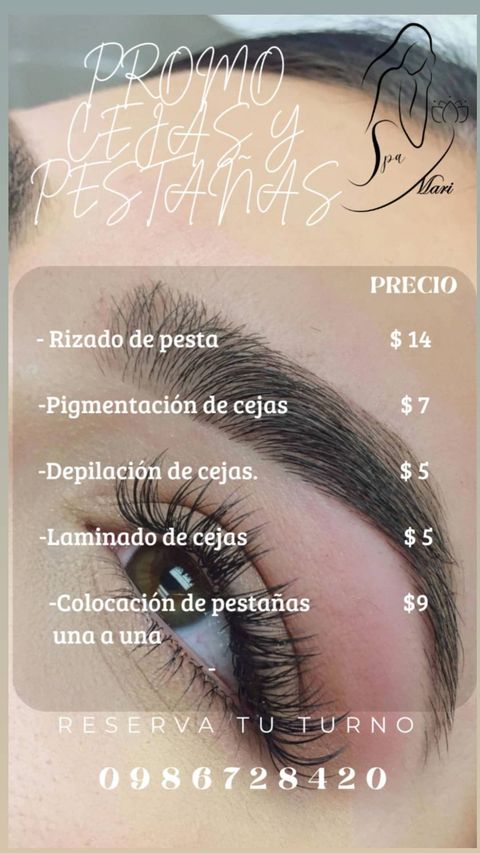 PROMO
CEJAS Y
PESTAÑAS
Spa
Mari
PRECIO
- Rizado de pesta $ 14
-Pigmentación de cejas $ 7
-Depilación de cejas. $ 5
-Laminado de cejas $ 5
-Colocación de pestañas $9
una a una
-
RESERVA TU TURNO
0986728420